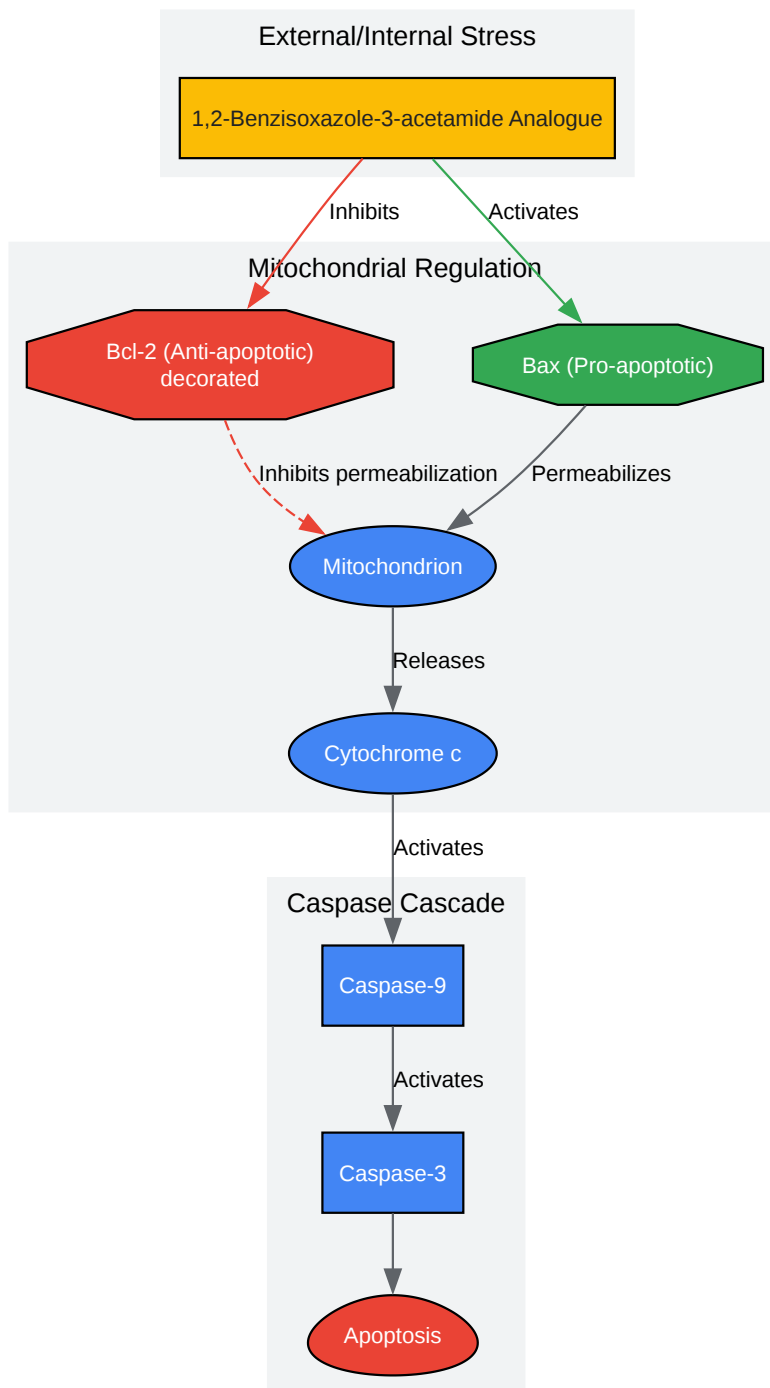 External/Internal Stress
1,2-Benzisoxazole-3-acetamide Analogue
Inhibits
Activates
Mitochondrial Regulation
Bcl-2 (Anti-apoptotic)
decorated
Bax (Pro-apoptotic)
Inhibits permeabilization
Permeabilizes
Mitochondrion
Releases
Cytochrome c
Activates
Caspase Cascade
Caspase-9
Activates
Caspase-3
Apoptosis